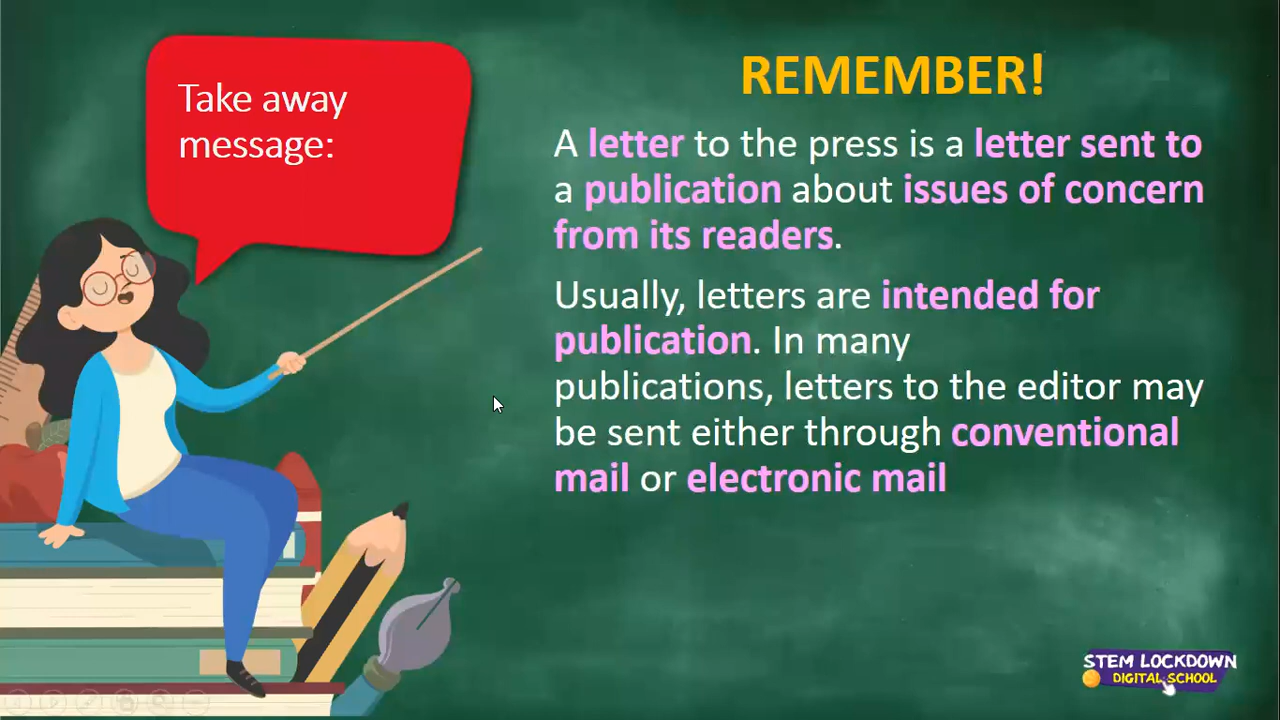 Take away
message:
REMEMBER!
A letter to the press is a letter sent to
a publication about issues of concern
from its readers.
Usually, letters are intended for
publication. In many
publications, letters to the editor may
be sent either through conventional
mail or electronic mail
STEM LOCKDOWN
DIGITAL SCHOOL